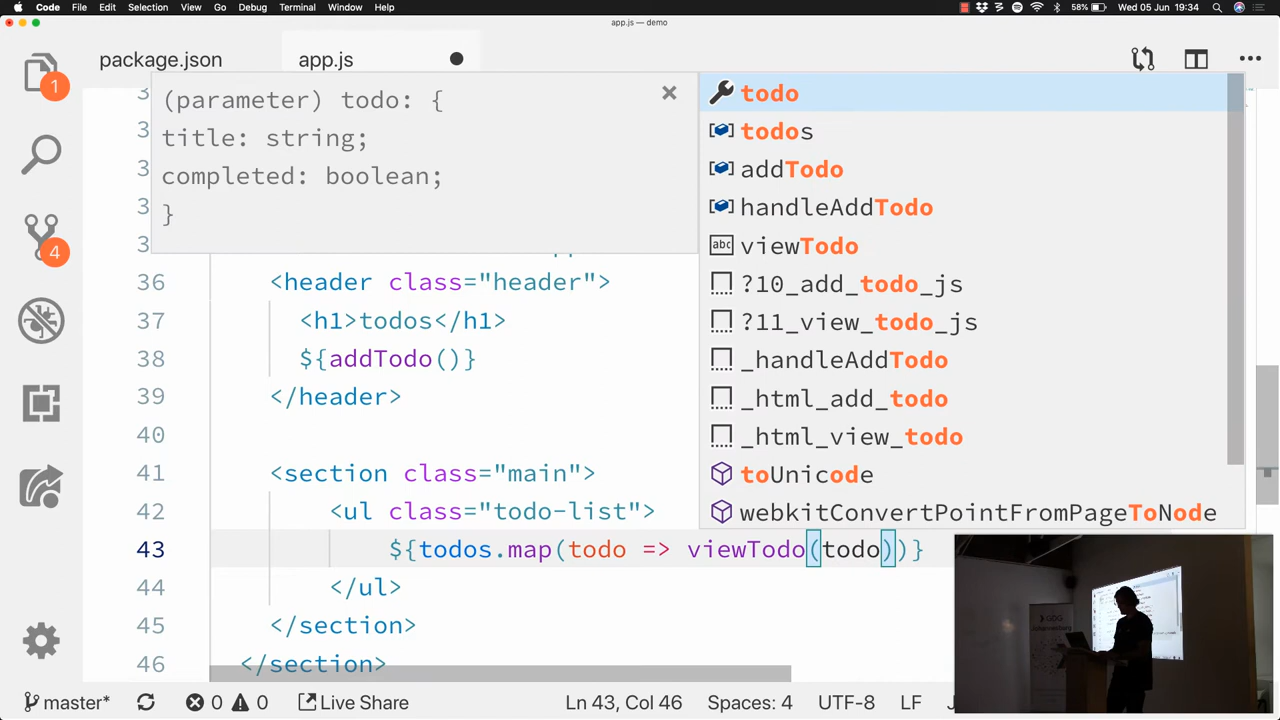 Code File Edit Selection View Go Debug Terminal Window Help 58% Wed 05 Jun 19:34
app.js — demo
package.json app.js
1
4
(parameter) todo: {
title: string;
completed: boolean;
}
todo
todos
addTodo
handleAddTodo
viewTodo
?10_add_todo_js
?11_view_todo_js
_handleAddTodo
_html_add_todo
_html_view_todo
toUnicode
webkitConvertPointFromPageToNode
36 <header class="header">
37 <h1>todos</h1>
38 ${addTodo()}
39 </header>
40
41 <section class="main">
42 <ul class="todo-list">
43 ${todos.map(todo => viewTodo(todo))}
44 </ul>
45 </section>
46 </section>
master* 0 0 Live Share Ln 43, Col 46 Spaces: 4 UTF-8 LF
GDG